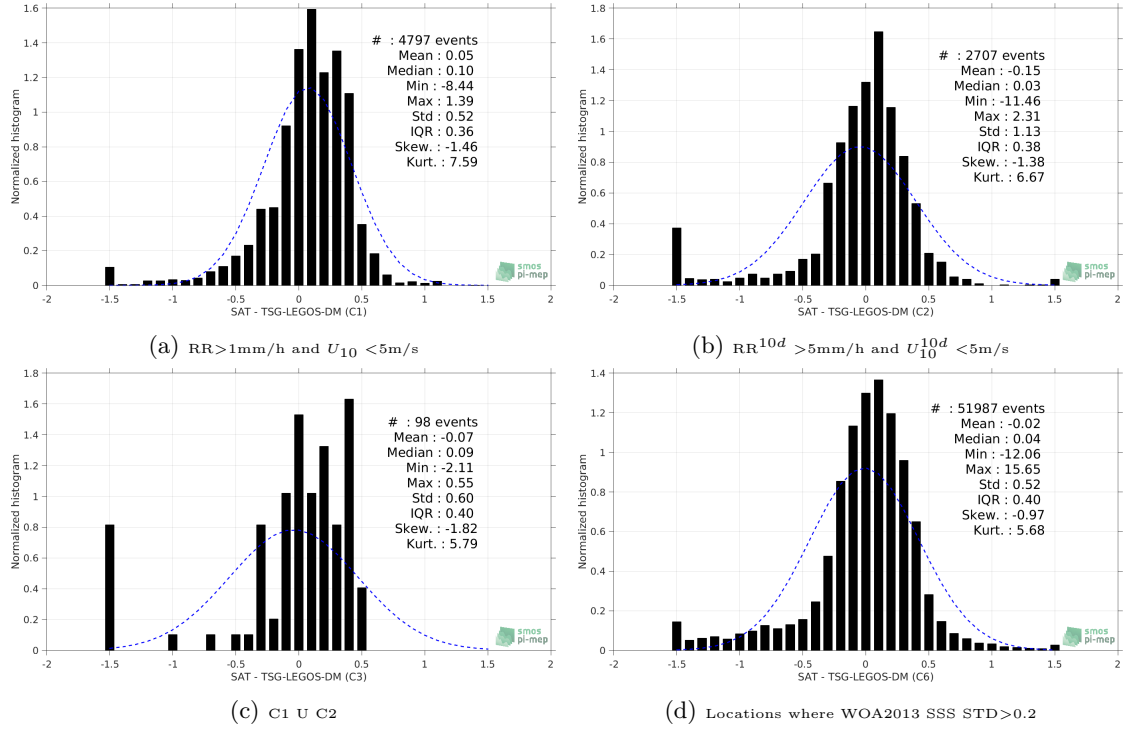 1.6
1.4
1.2
1
0.8
0.6
0.4
0.2
0
Normalized histogram
# : 4797 events
Mean : 0.05
Median : 0.10
Min : -8.44
Max : 1.39
Std : 0.52
IQR : 0.36
Skew. : -1.46
Kurt. : 7.59
smos
pi-mep
-2 -1.5 -1 -0.5 0 0.5 1 1.5 2
SAT - TSG-LEGOS-DM (C1)
(a) RR>1mm/h and U10 <5m/s
1.8
1.6
1.4
1.2
1
0.8
0.6
0.4
0.2
0
Normalized histogram
# : 2707 events
Mean : -0.15
Median : 0.03
Min : -11.46
Max : 2.31
Std : 1.13
IQR : 0.38
Skew. : -1.38
Kurt. : 6.67
smos
pi-mep
-2 -1.5 -1 -0.5 0 0.5 1 1.5 2
SAT - TSG-LEGOS-DM (C2)
(b) RR^10d >5mm/h and U10^10d <5m/s
1.8
1.6
1.4
1.2
1
0.8
0.6
0.4
0.2
0
Normalized histogram
# : 98 events
Mean : -0.07
Median : 0.09
Min : -2.11
Max : 0.55
Std : 0.60
IQR : 0.40
Skew. : -1.82
Kurt. : 5.79
smos
pi-mep
-2 -1.5 -1 -0.5 0 0.5 1 1.5 2
SAT - TSG-LEGOS-DM (C3)
(c) C1 U C2
1.4
1.2
1
0.8
0.6
0.4
0.2
0
Normalized histogram
# : 51987 events
Mean : -0.02
Median : 0.04
Min : -12.06
Max : 15.65
Std : 0.52
IQR : 0.40
Skew. : -0.97
Kurt. : 5.68
smos
pi-mep
-2 -1.5 -1 -0.5 0 0.5 1 1.5 2
SAT - TSG-LEGOS-DM (C6)
(d) Locations where WOA2013 SSS STD>0.2